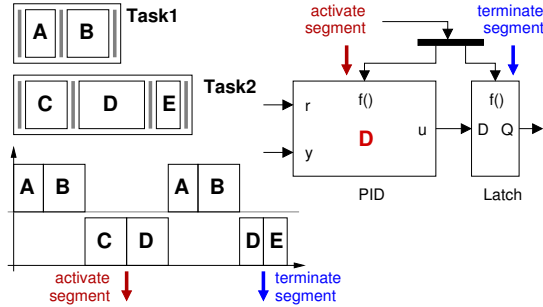 A B
Task1
C D E
Task2
activate
segment
terminate
segment
f() f()
r
D
u
D Q
y
PID Latch
A B A B
C D D E
activate
segment
terminate
segment